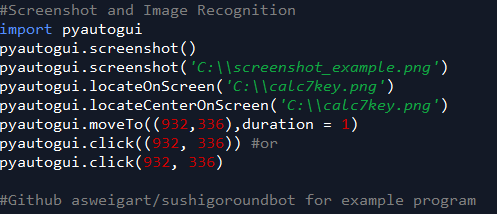 #Screenshot and Image Recognition
import pyautogui
pyautogui.screenshot()
pyautogui.screenshot('C:\\screenshot_example.png')
pyautogui.locateOnScreen('C:\\calc7key.png')
pyautogui.locateCenterOnScreen('C:\\calc7key.png')
pyautogui.moveTo((932,336),duration = 1)
pyautogui.click((932, 336)) #or
pyautogui.click(932, 336)
#Github asweigart/sushigoroundbot for example program